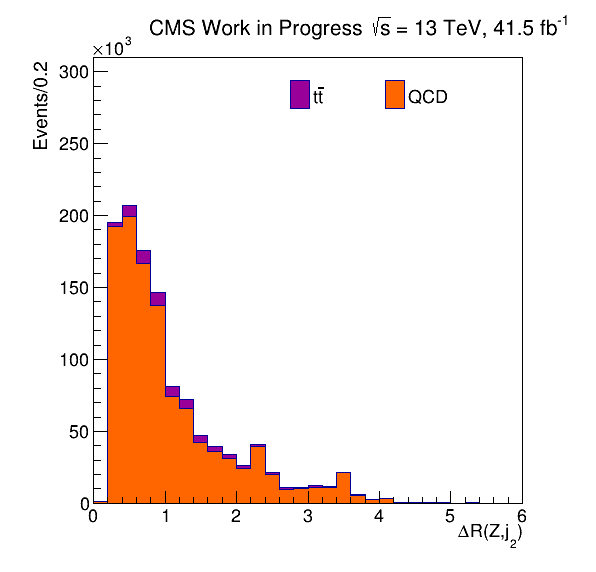 CMS Work in Progress √s = 13 TeV, 41.5 fb⁻¹
×10³
Events/0.2
tt̄
QCD
300
250
200
150
100
50
0
0 1 2 3 4 5 6
ΔR(Z,j₂)